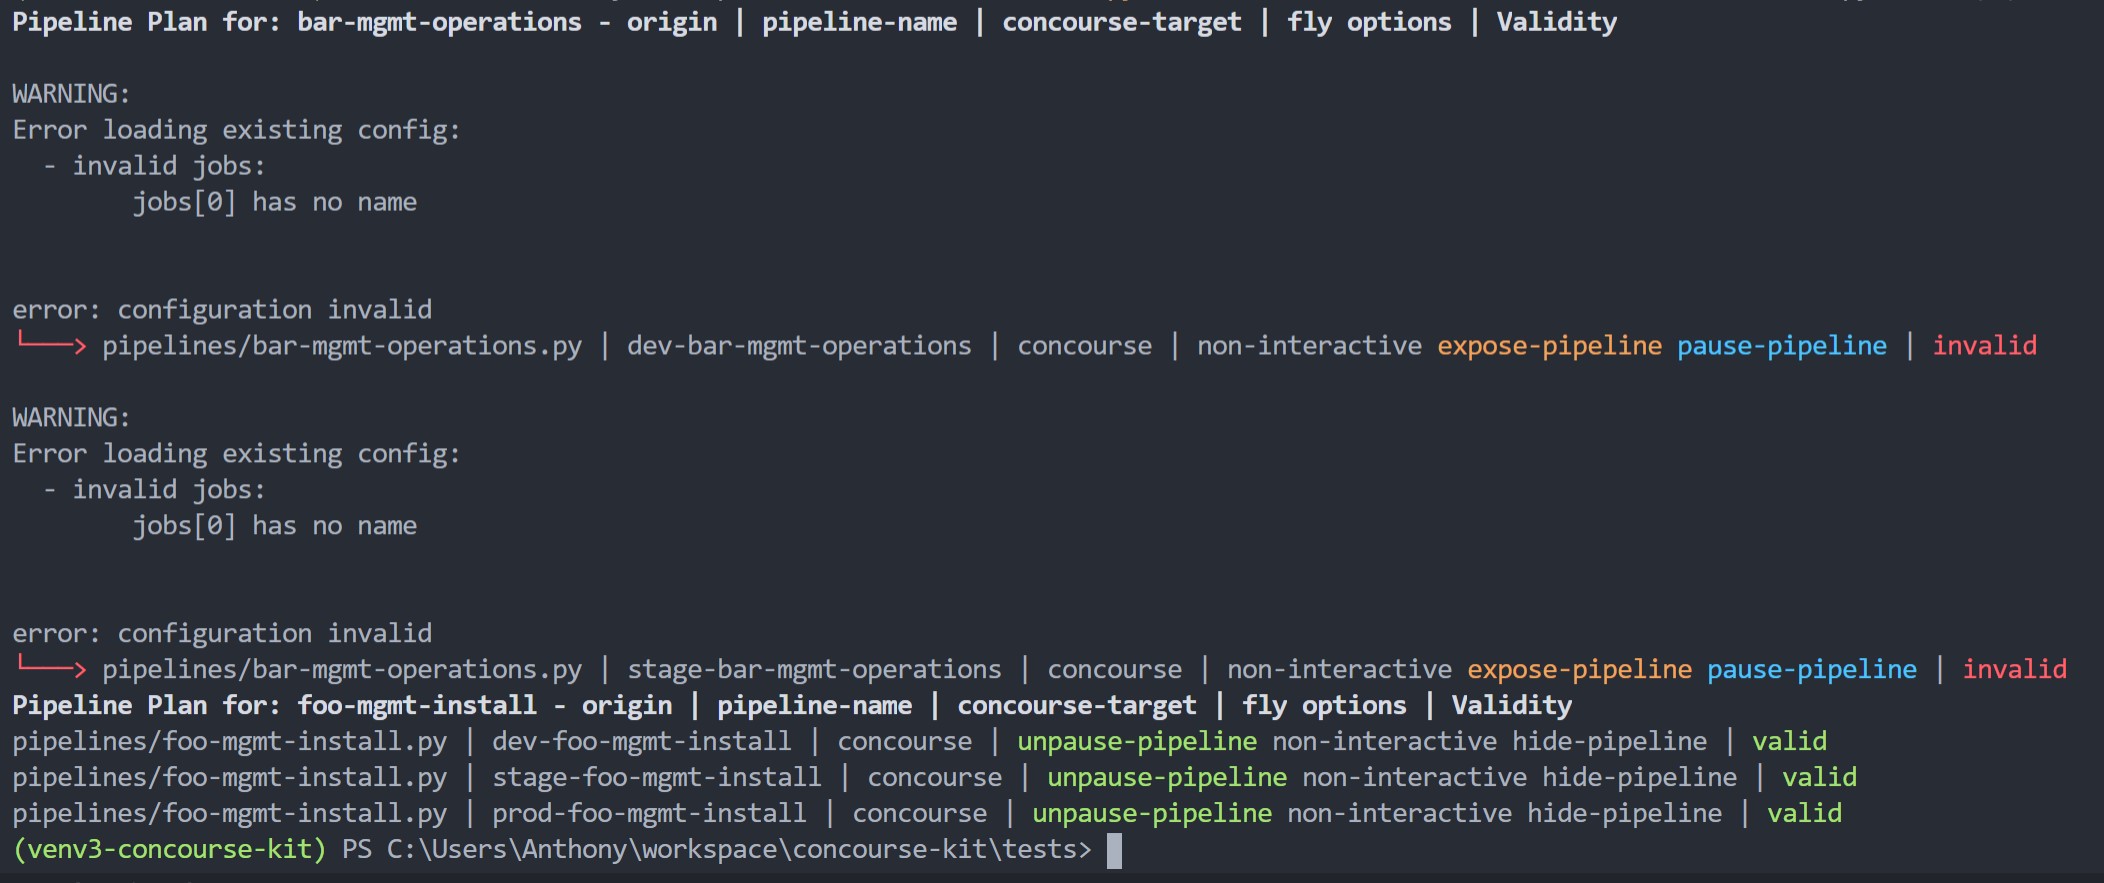 Pipeline Plan for: bar-mgmt-operations - origin | pipeline-name | concourse-target | fly options | Validity
WARNING:
Error loading existing config:
  - invalid jobs:
        jobs[0] has no name
error: configuration invalid
└───> pipelines/bar-mgmt-operations.py | dev-bar-mgmt-operations | concourse | non-interactive expose-pipeline pause-pipeline | invalid
WARNING:
Error loading existing config:
  - invalid jobs:
        jobs[0] has no name
error: configuration invalid
└───> pipelines/bar-mgmt-operations.py | stage-bar-mgmt-operations | concourse | non-interactive expose-pipeline pause-pipeline | invalid
Pipeline Plan for: foo-mgmt-install - origin | pipeline-name | concourse-target | fly options | Validity
pipelines/foo-mgmt-install.py | dev-foo-mgmt-install | concourse | unpause-pipeline non-interactive hide-pipeline | valid
pipelines/foo-mgmt-install.py | stage-foo-mgmt-install | concourse | unpause-pipeline non-interactive hide-pipeline | valid
pipelines/foo-mgmt-install.py | prod-foo-mgmt-install | concourse | unpause-pipeline non-interactive hide-pipeline | valid
(venv3-concourse-kit) PS C:\Users\Anthony\workspace\concourse-kit\tests>